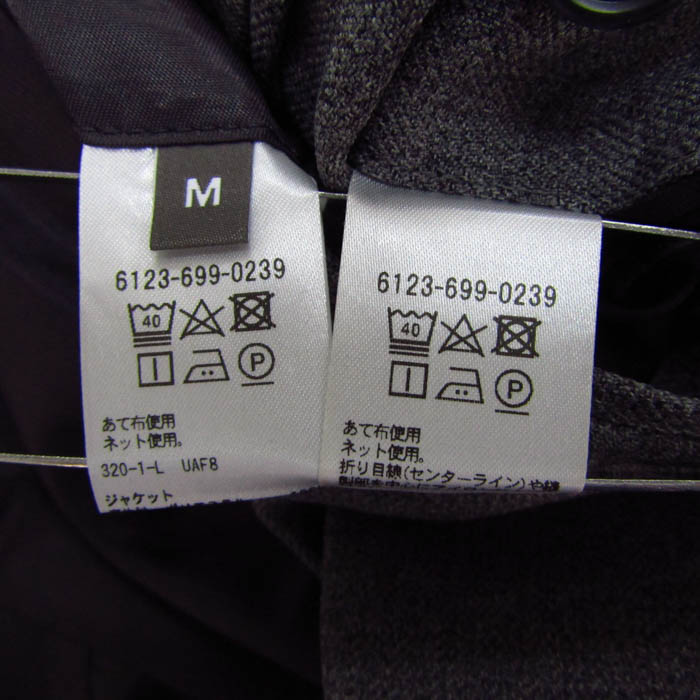 M
6123-699-0239
40
P
あて布使用
ネット使用。
320-1-L UAF8
ジャケット
6123-699-0239
40
P
あて布使用
ネット使用。
折り目線(センターライン)や縫